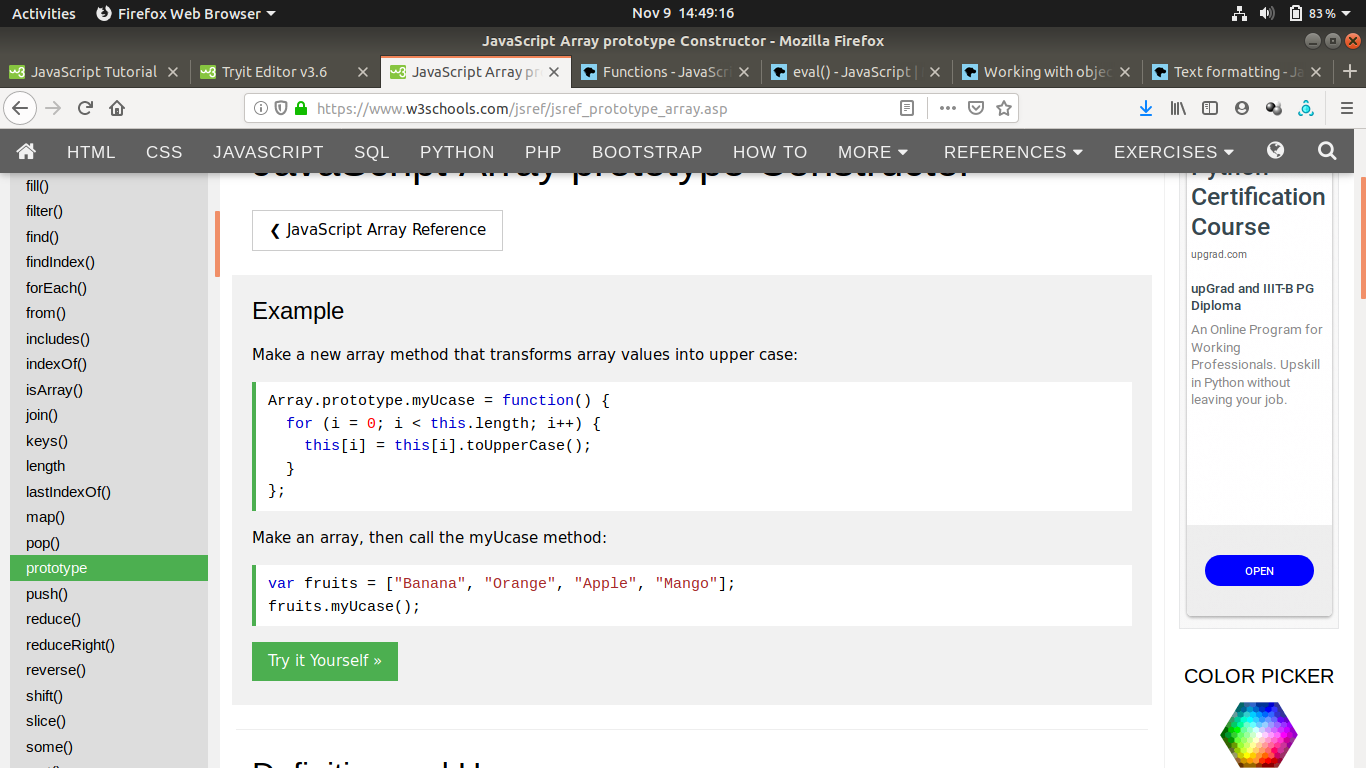 Activities Firefox Web Browser Nov 9 14:49:16 83 %
JavaScript Array prototype Constructor - Mozilla Firefox
JavaScript Tutorial Tryit Editor v3.6 JavaScript Array pr Functions - JavaScri eval() - JavaScript | Working with objec Text formatting - Ja
https://www.w3schools.com/jsref/jsref_prototype_array.asp
HTML CSS JAVASCRIPT SQL PYTHON PHP BOOTSTRAP HOW TO MORE REFERENCES EXERCISES
fill()
filter()
find()
findIndex()
forEach()
from()
includes()
indexOf()
isArray()
join()
keys()
length
lastIndexOf()
map()
pop()
prototype
push()
reduce()
reduceRight()
reverse()
shift()
slice()
some()
JavaScript Array prototype Constructor
❮ JavaScript Array Reference
Example
Make a new array method that transforms array values into upper case:
Array.prototype.myUcase = function() {
  for (i = 0; i < this.length; i++) {
    this[i] = this[i].toUpperCase();
  }
};
Make an array, then call the myUcase method:
var fruits = ["Banana", "Orange", "Apple", "Mango"];
fruits.myUcase();
Try it Yourself »
Python
Certification
Course
upgrad.com
upGrad and IIIT-B PG
Diploma
An Online Program for
Working
Professionals. Upskill
in Python without
leaving your job.
OPEN
COLOR PICKER